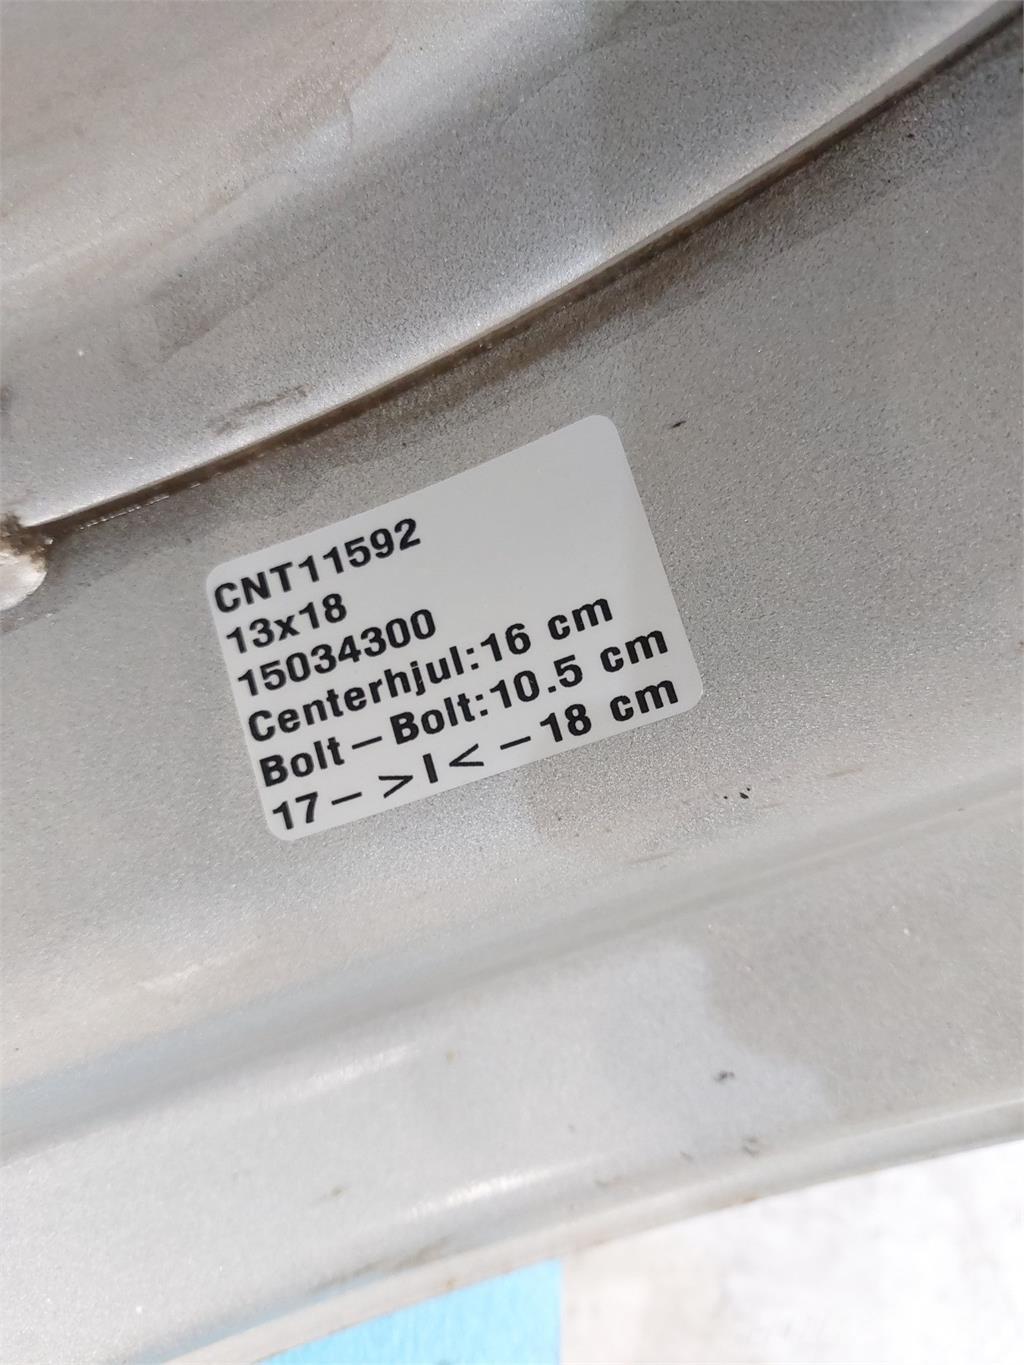 CNT11592
13x18
15034300
Centerhjul:16 cm
Bolt-Bolt:10.5 cm
17->I<-18 cm